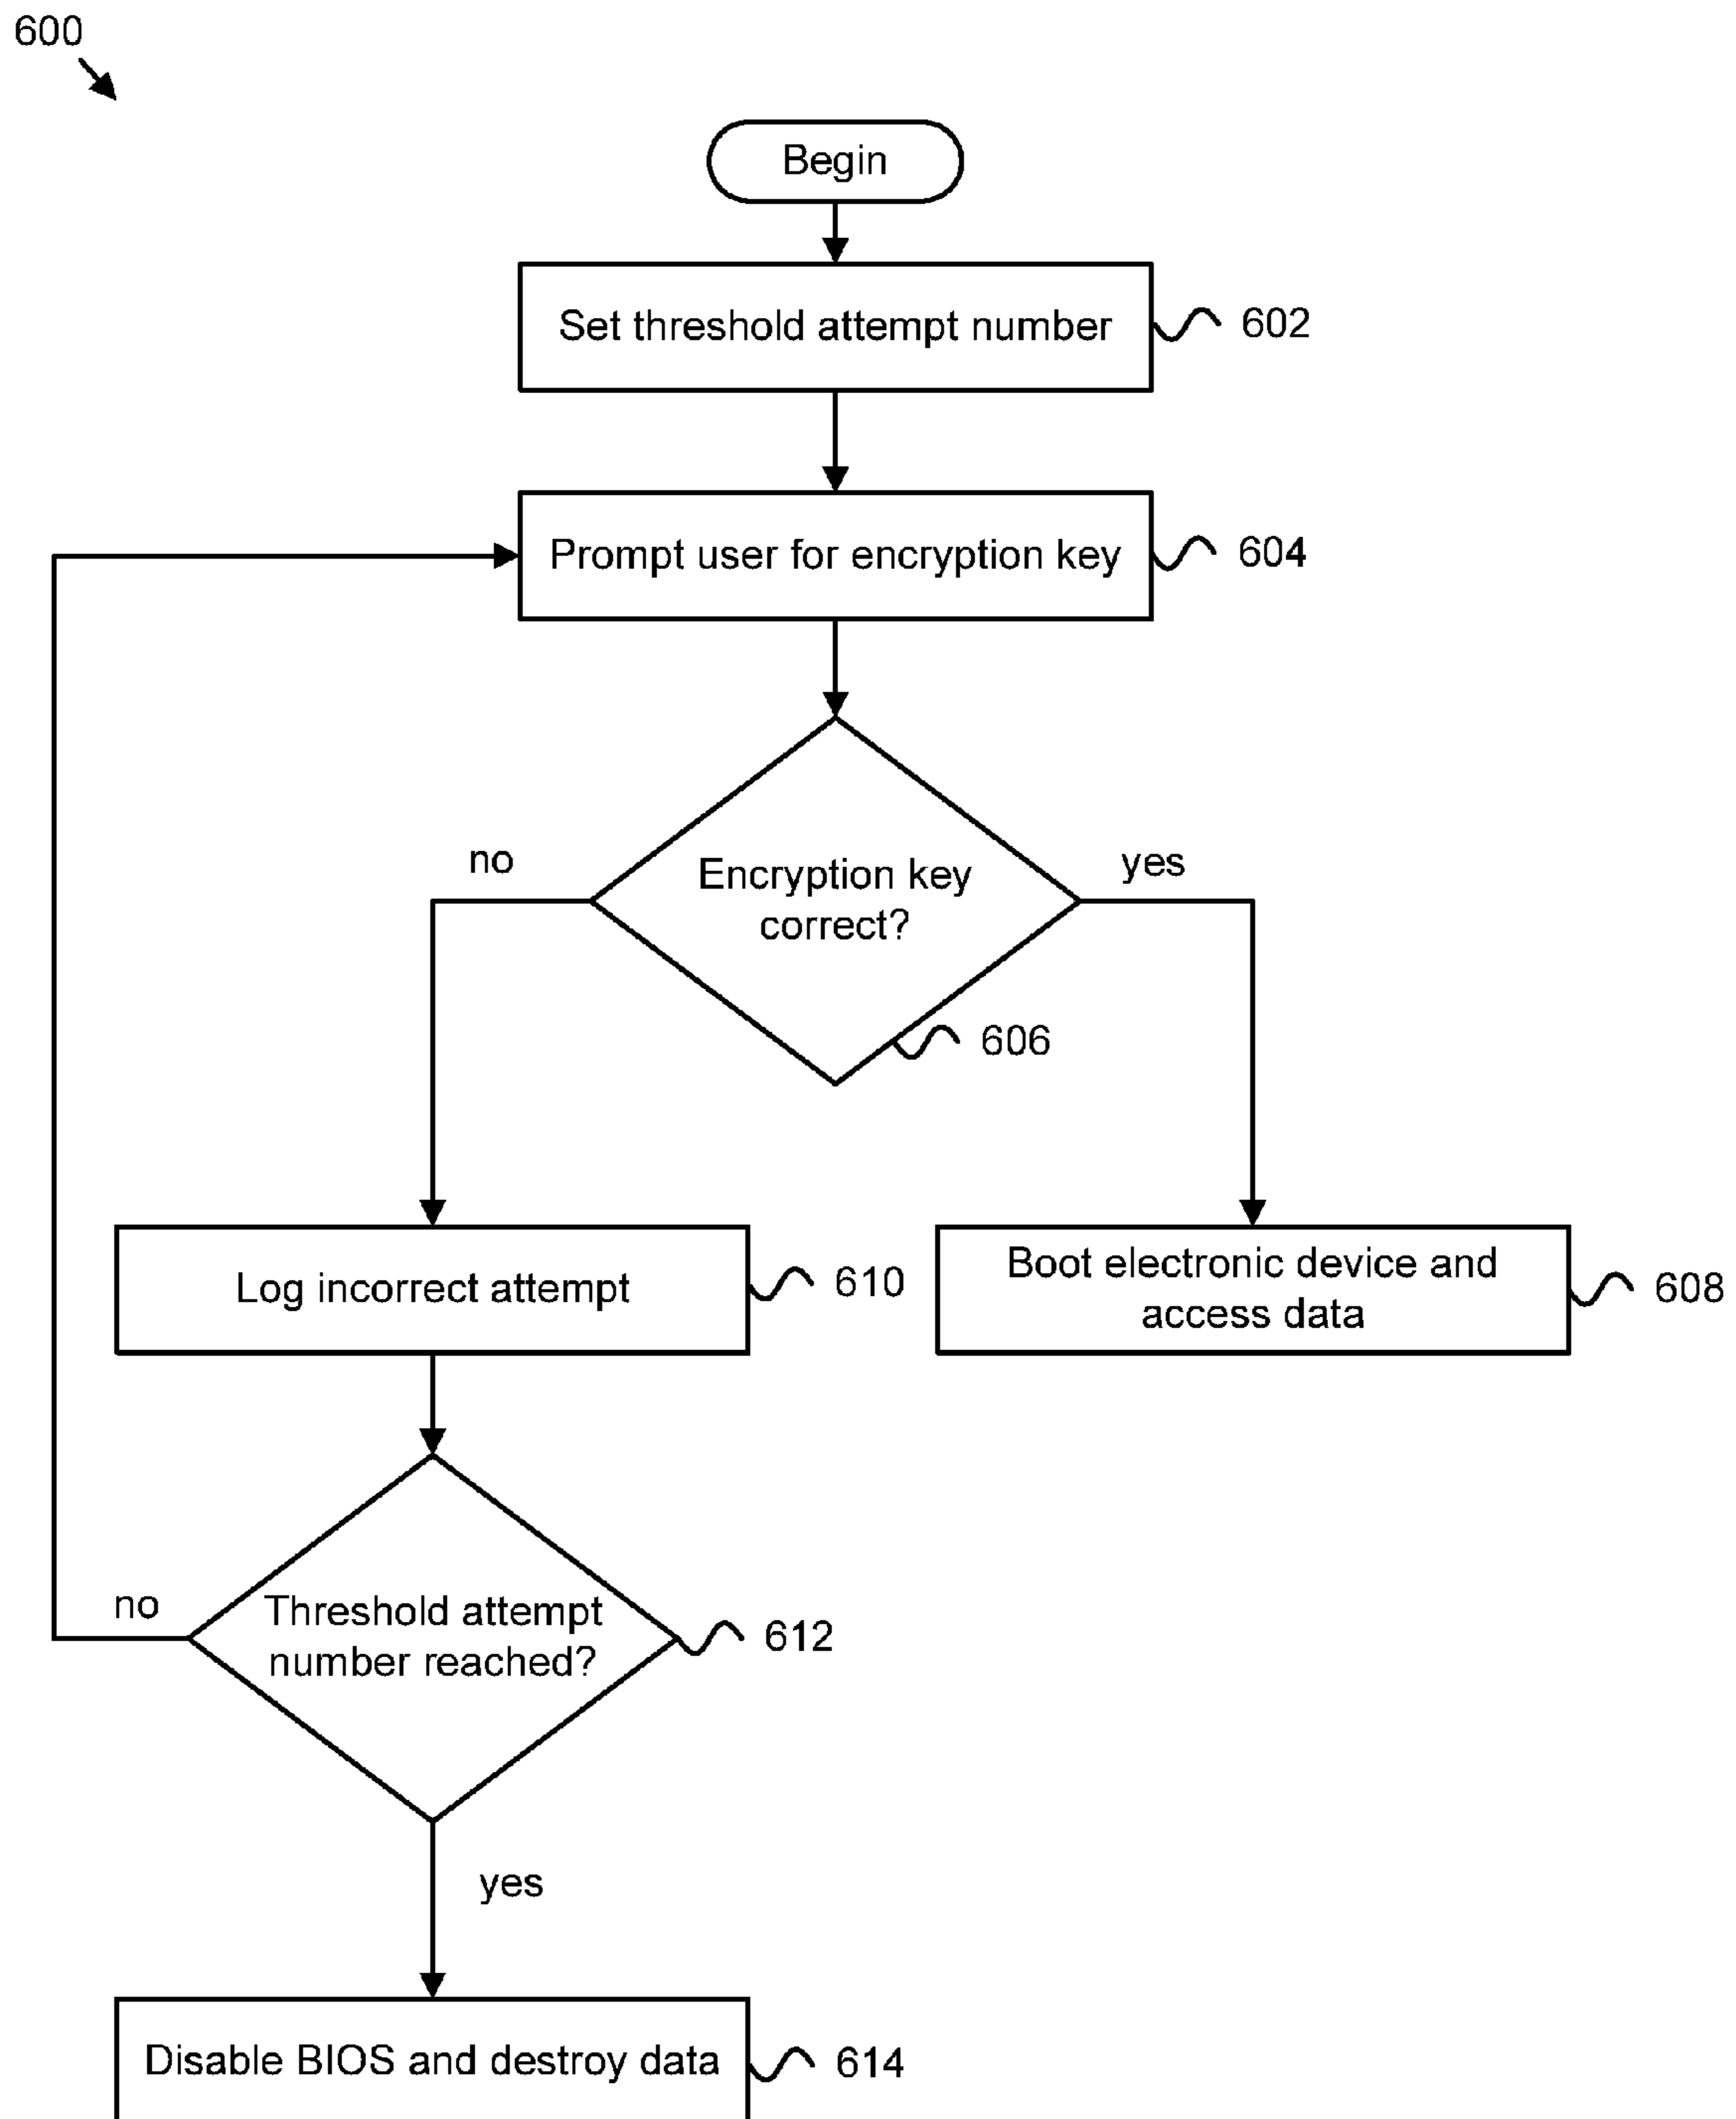 600
Begin
Set threshold attempt number
602
Prompt user for encryption key
604
no
yes
Encryption key
correct?
606
Log incorrect attempt
610
Boot electronic device and
access data
608
no
Threshold attempt
number reached?
612
yes
Disable BIOS and destroy data
614